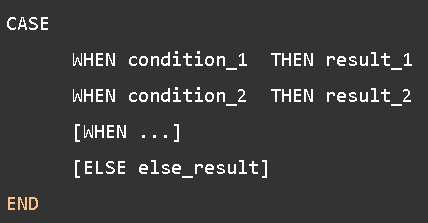 CASE
WHEN condition_1 THEN result_1
WHEN condition_2 THEN result_2
[WHEN ...]
[ELSE else_result]
END